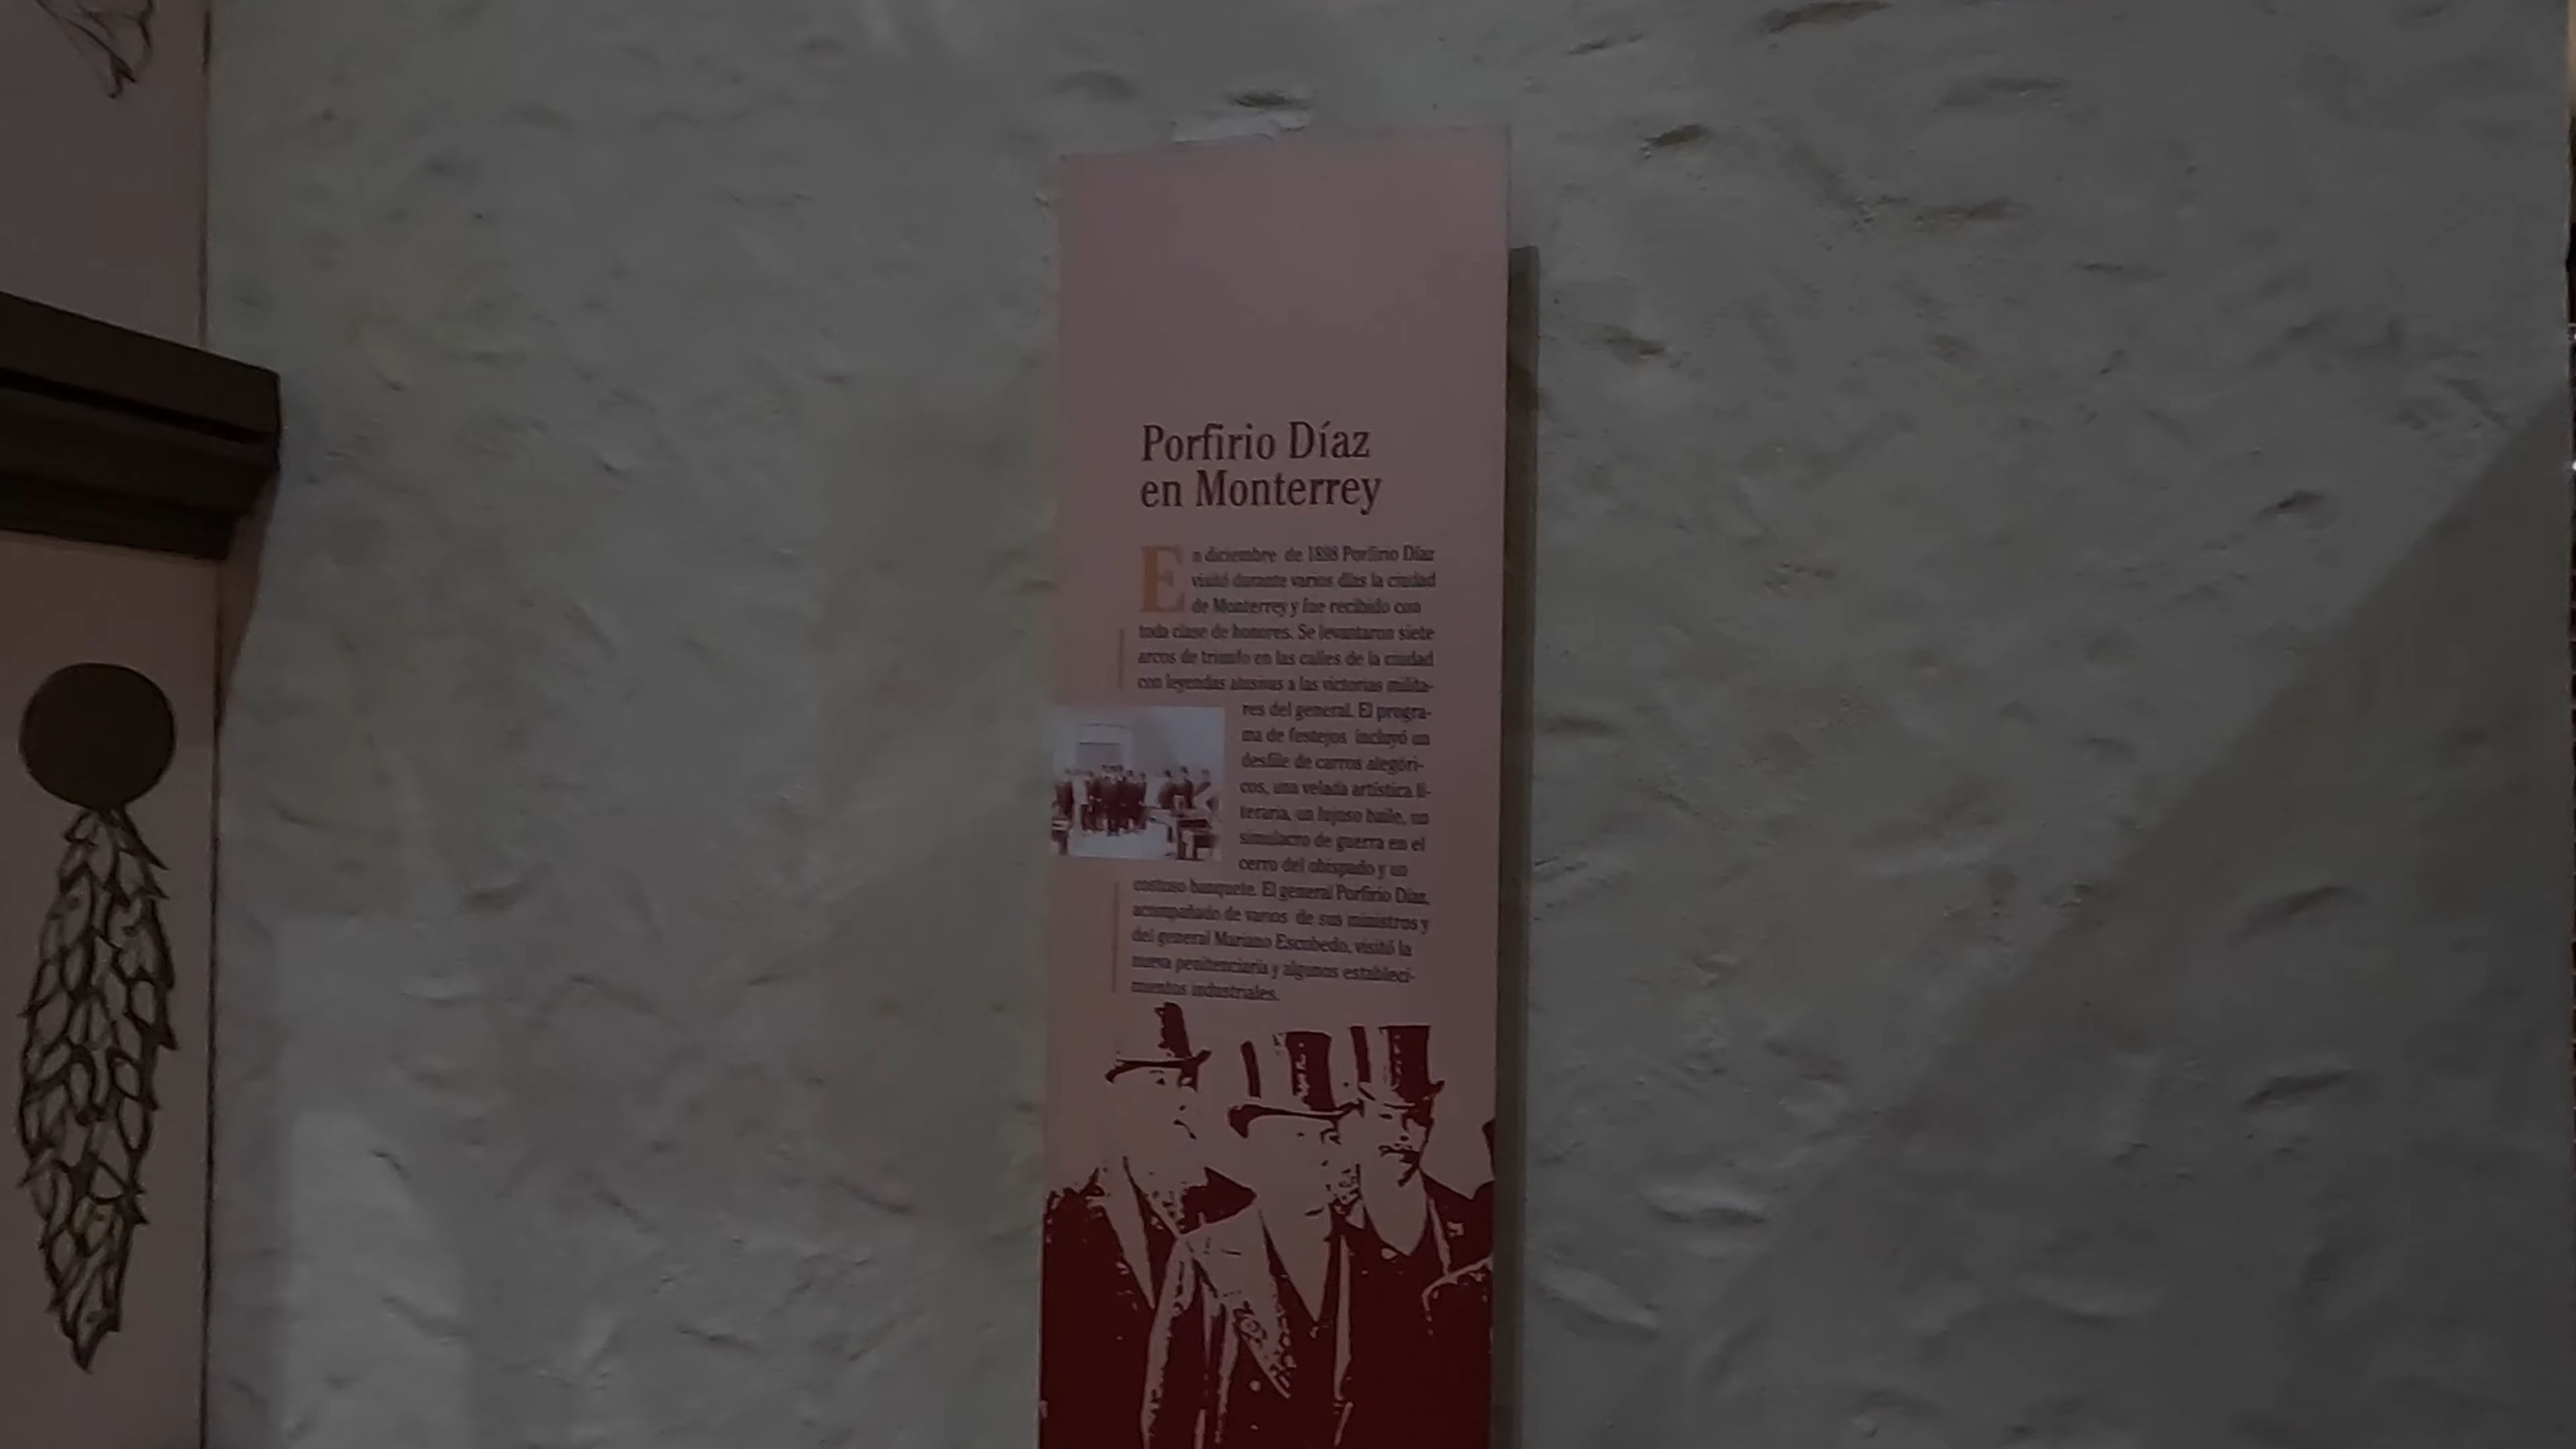 Porfirio Díaz
en Monterrey
En diciembre de 1898 Porfirio Díaz
visitó durante varios días la ciudad
de Monterrey y fue recibido con
toda clase de honores. Se levantaron siete
arcos de triunfo en las calles de la ciudad
con leyendas alusivas a las victorias milita-
res del general. El progra-
ma de festejos incluyó un
desfile de carros alegóri-
cos, una velada artística li-
teraria, un lujoso baile, un
simulacro de guerra en el
cerro del obispado y un
costoso banquete. El general Porfirio Díaz,
acompañado de varios de sus ministros y
del general Mariano Escobedo, visitó la
nueva penitenciaría y algunos estableci-
mientos industriales.